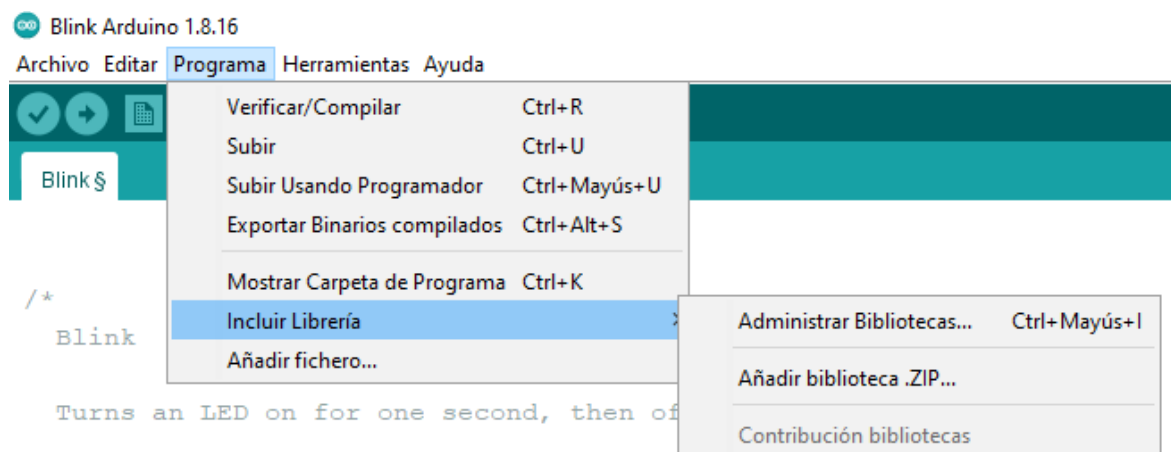 Blink Arduino 1.8.16
Archivo Editar Programa Herramientas Ayuda
Verificar/Compilar Ctrl+R
Subir Ctrl+U
Blink §
Subir Usando Programador Ctrl+Mayús+U
Exportar Binarios compilados Ctrl+Alt+S
Mostrar Carpeta de Programa Ctrl+K
/*
Incluir Librería
Administrar Bibliotecas... Ctrl+Mayús+I
Blink
Añadir fichero...
Añadir biblioteca .ZIP...
Turns an LED on for one second, then of
Contribución bibliotecas